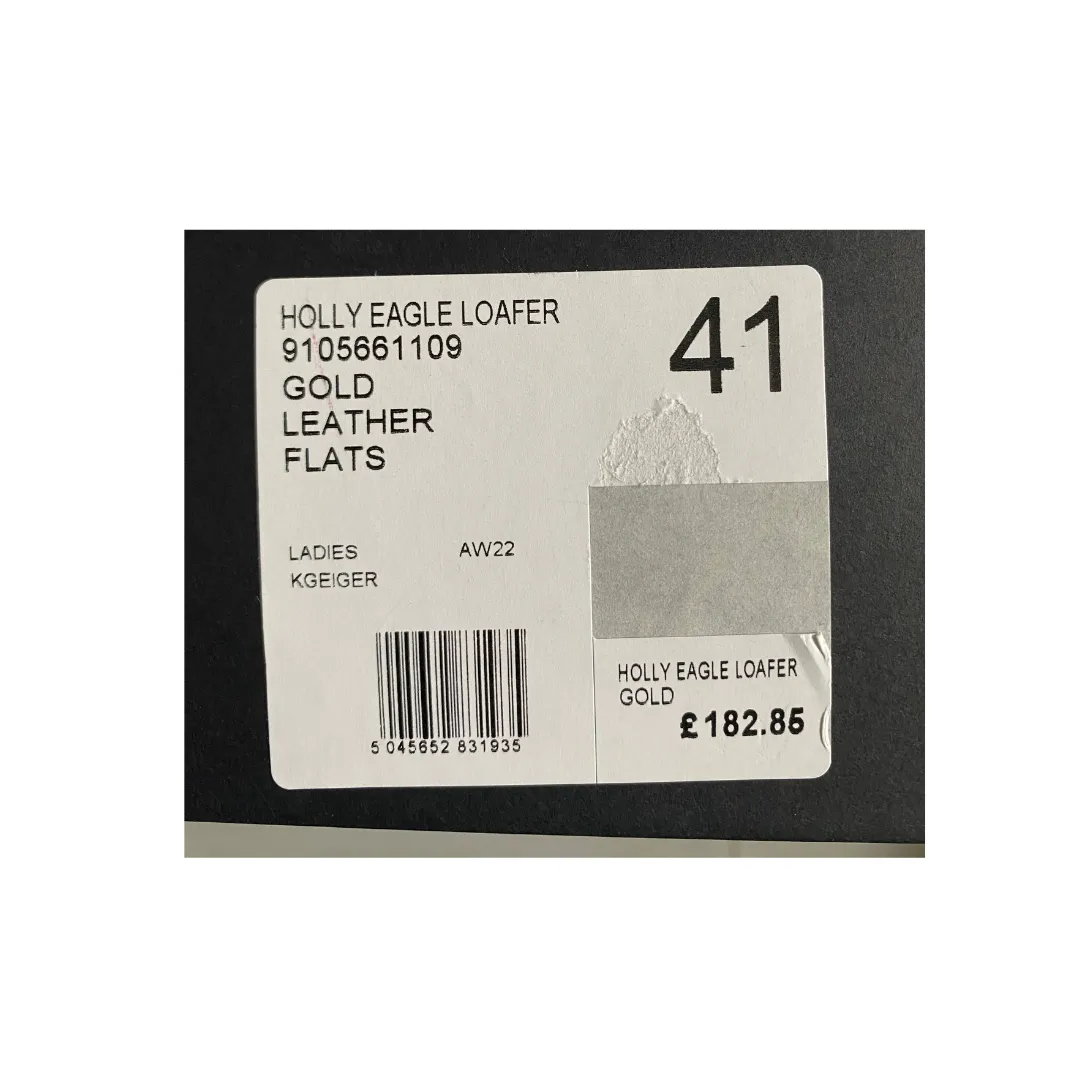 HOLLY EAGLE LOAFER
9105661109
GOLD
LEATHER
FLATS
41
LADIES
AW22
KGEIGER
5 045652 831935
HOLLY EAGLE LOAFER
GOLD
£182.85